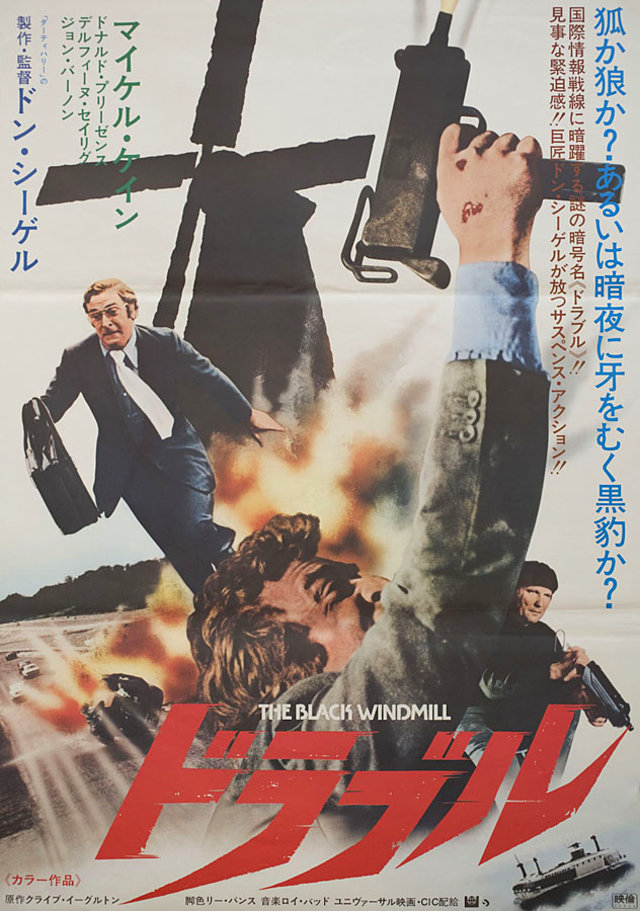 狐か狼か？あるいは暗夜に牙をむく黒豹か？
国際情報戦線に暗躍する謎の暗号名《ドラブル》!!
見事な緊迫感!!巨匠ドン・シーゲルが放つサスペンス・アクション!!
マイケル・ケイン
ドナルド・プリーゼンス
デルフィーヌ・セイリグ
ジョン・バーノン
「ダーティハリー」の
製作・監督 ドン・シーゲル
THE BLACK WINDMILL
ドラブル
《カラー作品》
原作クライブ・イーグルトン 脚色リー・バンス 音楽ロイ・バッド ユニヴァーサル映画・CIC配給
映倫